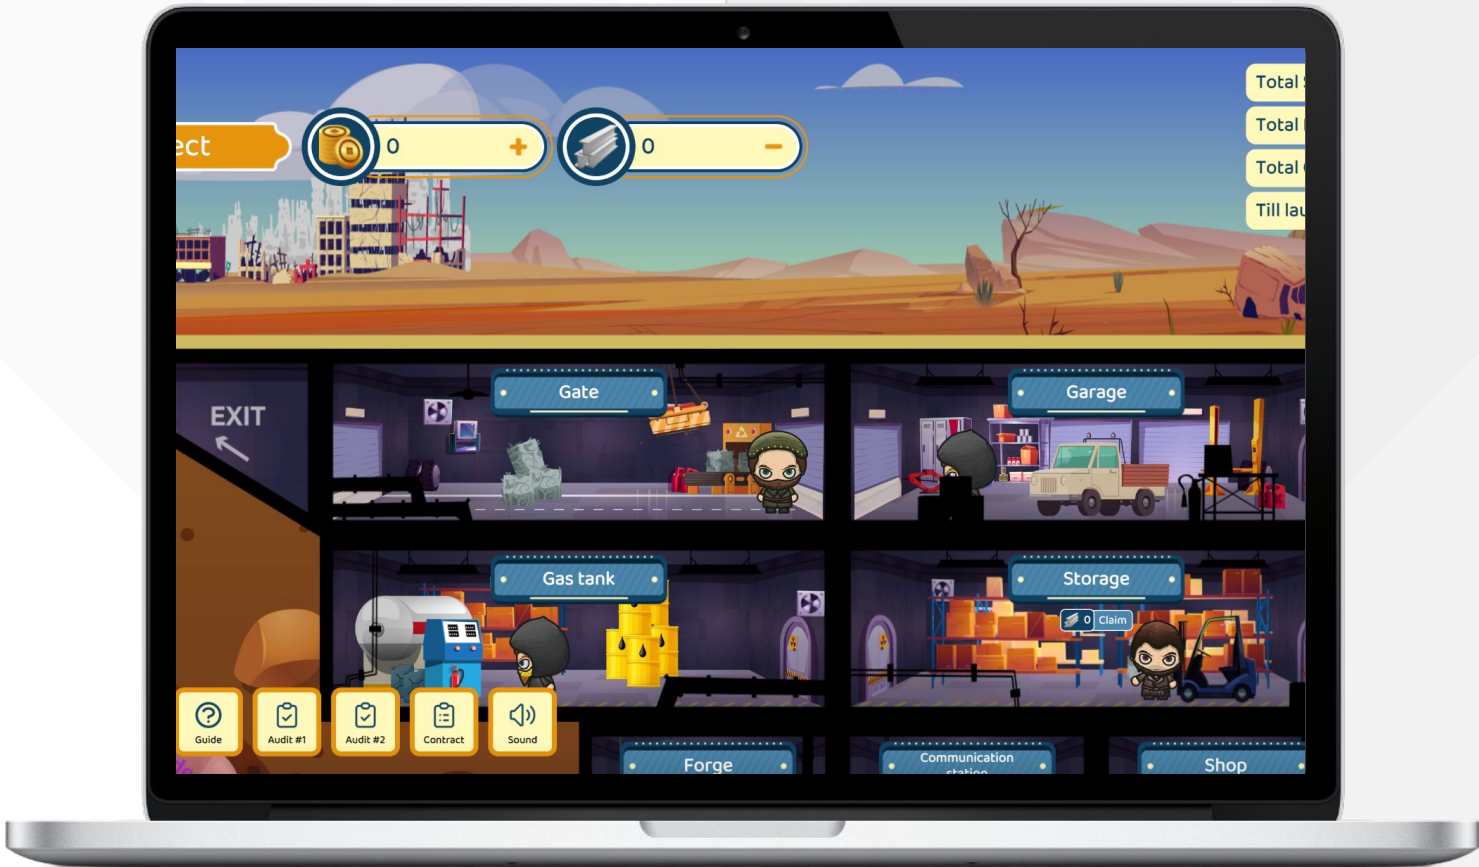 ect
0
+
0
-
Total
Total
Total
Till lau
EXIT
Gate
Garage
Gas tank
Storage
0 Claim
Guide
Audit #1
Audit #2
Contract
Sound
Forge
Communication
station
Shop
%